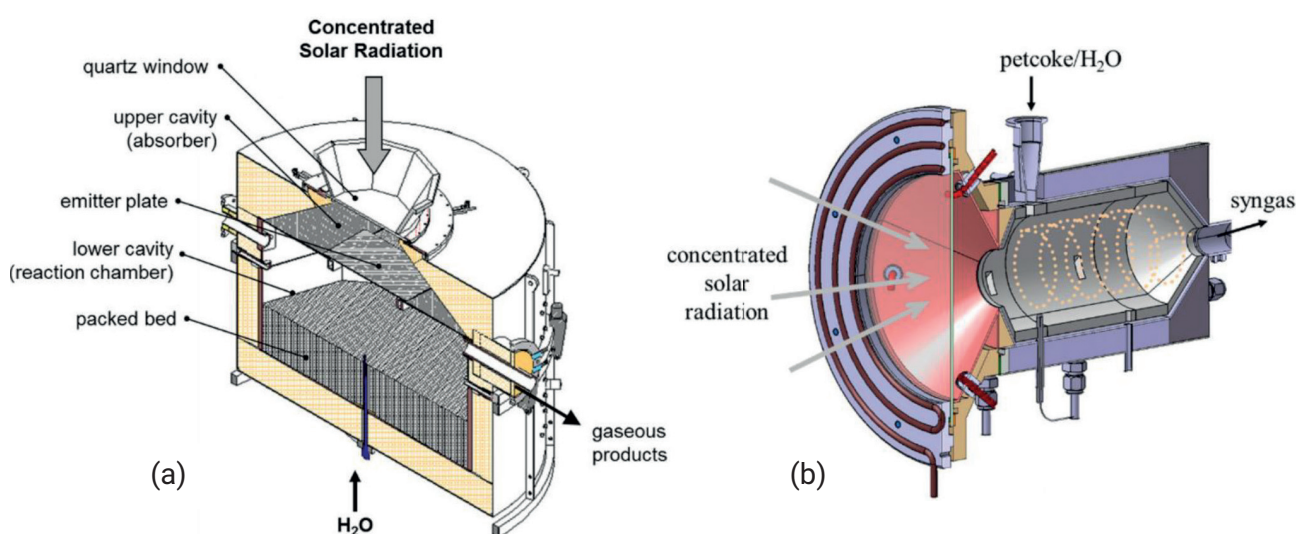 Concentrated
Solar Radiation
quartz window
upper cavity
(absorber)
emitter plate
lower cavity
(reaction chamber)
packed bed
gaseous
products
H₂O
(a)
petcoke/H₂O
concentrated
solar
radiation
syngas
(b)